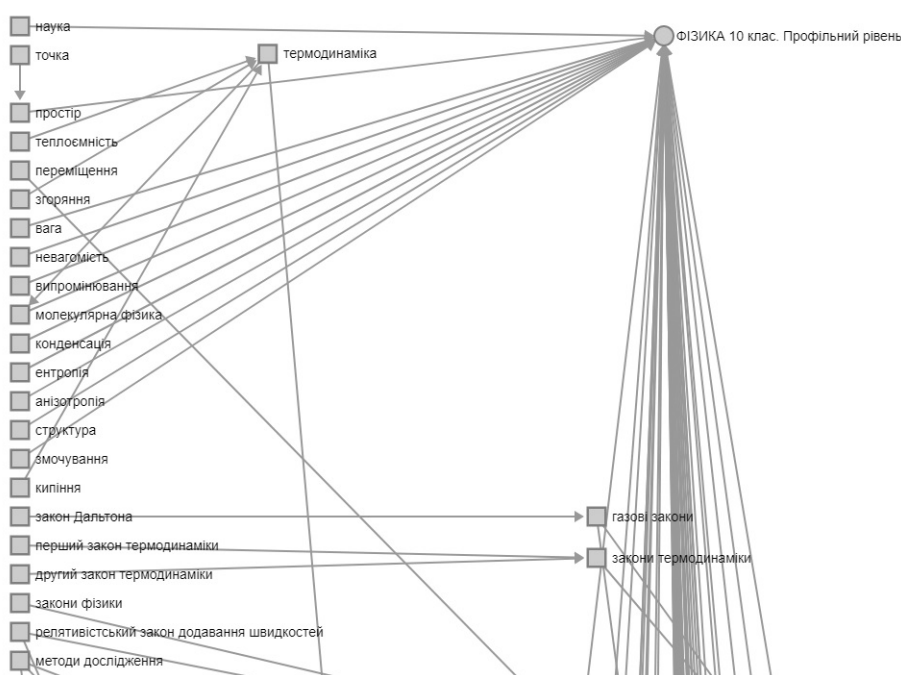 наука
ФІЗИКА 10 клас. Профільний рівень
точка
термодинаміка
простір
теплоємність
переміщення
згоряння
вага
невагомість
випромінювання
молекулярна фізика
конденсація
ентропія
анізотропія
структура
змочування
кипіння
закон Дальтона
газові закони
перший закон термодинаміки
закони термодинаміки
другий закон термодинаміки
закони фізики
релятивістський закон додавання швидкостей
методи дослідження